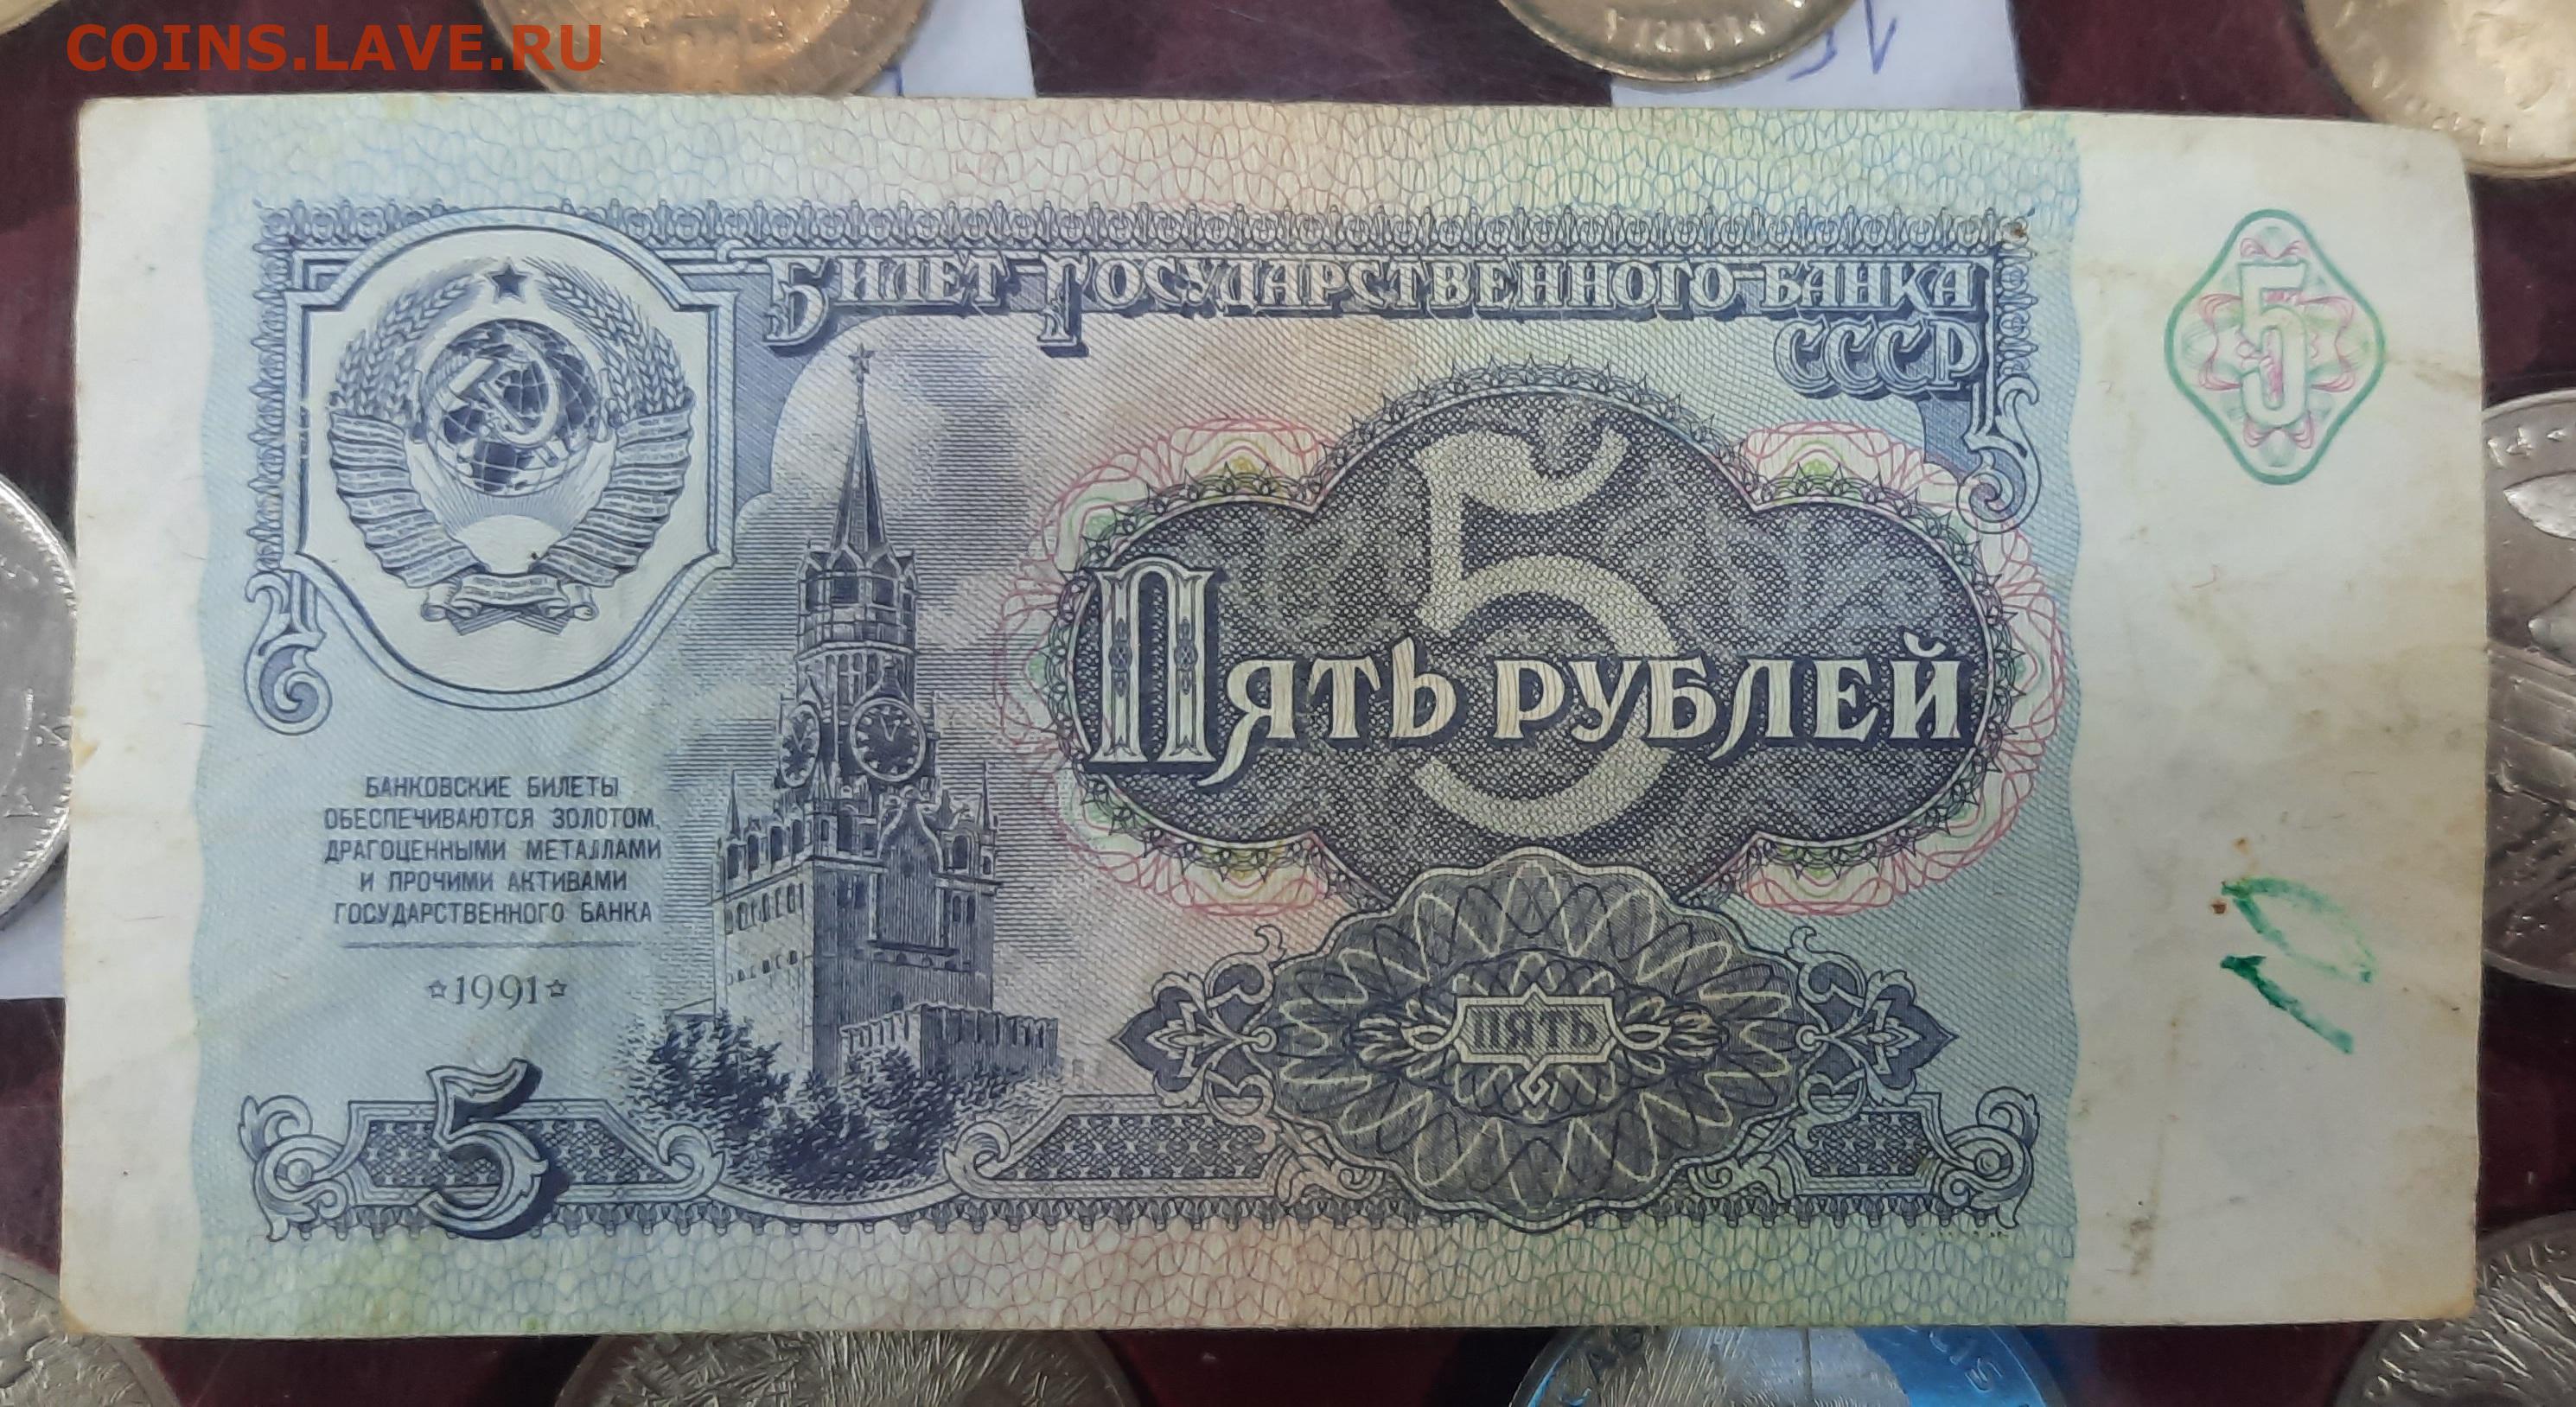 COINS.LAVE.RU
Билет Государственного Банка
СССР
5
5
Пять рублей
БАНКОВСКИЕ БИЛЕТЫ
ОБЕСПЕЧИВАЮТСЯ ЗОЛОТОМ,
ДРАГОЦЕННЫМИ МЕТАЛЛАМИ
И ПРОЧИМИ АКТИВАМИ
ГОСУДАРСТВЕННОГО БАНКА
1991
ПЯТЬ
5
10